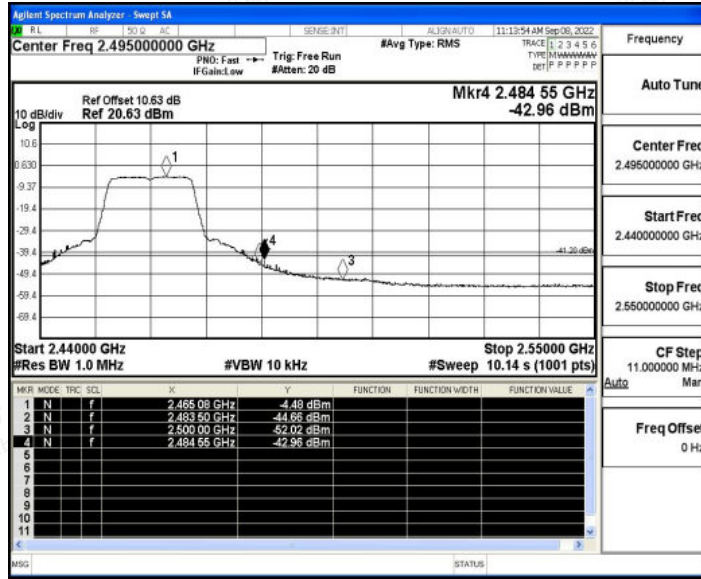 Agilent Spectrum Analyzer - Swept SA
RL RF 50 Ω AC SENSE:INT ALIGNAUTO 11:13:54 AM Sep 08, 2022
Center Freq 2.495000000 GHz #Avg Type: RMS TRACE 1 2 3 4 5 6
PNO: Fast Trig: Free Run TYPE MWWWWW
IFGain:Low #Atten: 20 dB DET P P P P P P
Mkr4 2.484 55 GHz
-42.96 dBm
Ref Offset 10.63 dB
10 dB/div Ref 20.63 dBm
Log
10.6
0.630
-9.37
-19.4
-29.4
-39.4
-49.4
-59.4
-69.4
1
4
3
-41.20 dBm
Start 2.44000 GHz Stop 2.55000 GHz
#Res BW 1.0 MHz #VBW 10 kHz #Sweep 10.14 s (1001 pts)
MKR MODE TRC SCL X Y FUNCTION FUNCTION WIDTH FUNCTION VALUE
1 N f 2.465 08 GHz -4.48 dBm
2 N f 2.483 50 GHz -44.66 dBm
3 N f 2.500 00 GHz -52.02 dBm
4 N f 2.484 55 GHz -42.96 dBm
5
6
7
8
9
10
11
MSG STATUS
Frequency
Auto Tune
Center Freq
2.495000000 GHz
Start Freq
2.440000000 GHz
Stop Freq
2.550000000 GHz
CF Step
11.000000 MHz
Auto Man
Freq Offset
0 Hz